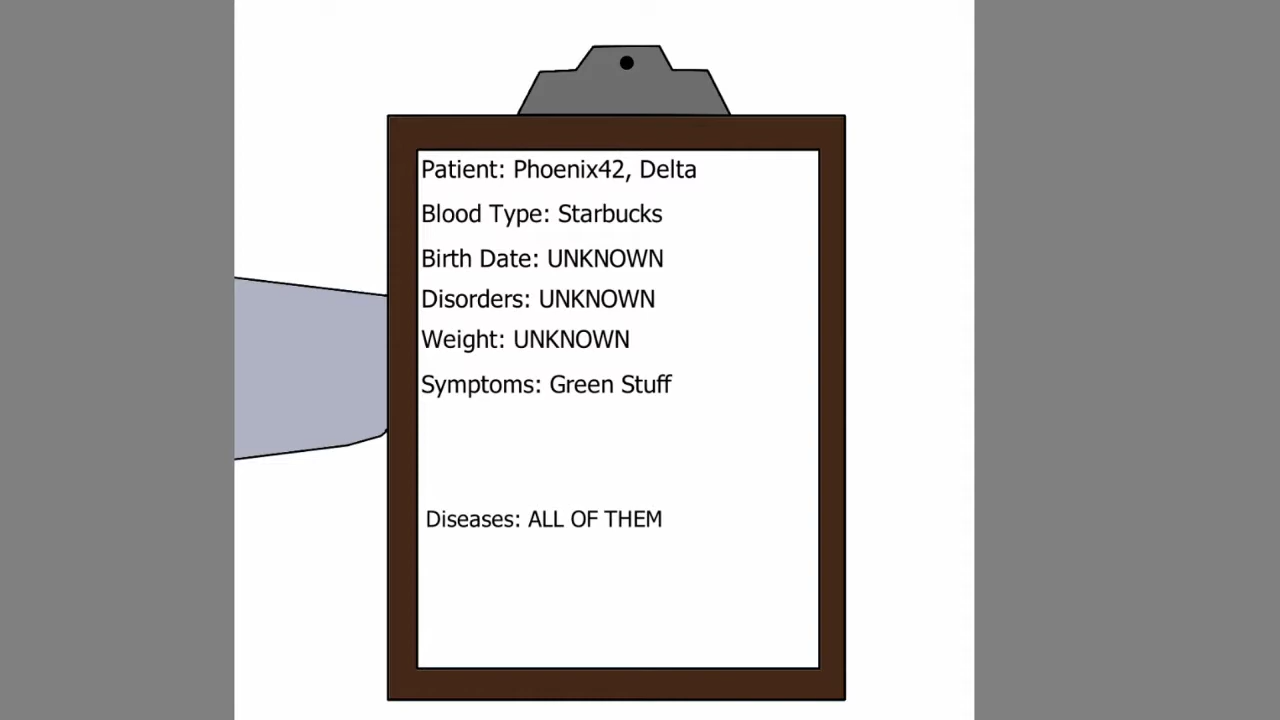 Patient: Phoenix42, Delta
Blood Type: Starbucks
Birth Date: UNKNOWN
Disorders: UNKNOWN
Weight: UNKNOWN
Symptoms: Green Stuff
Diseases: ALL OF THEM